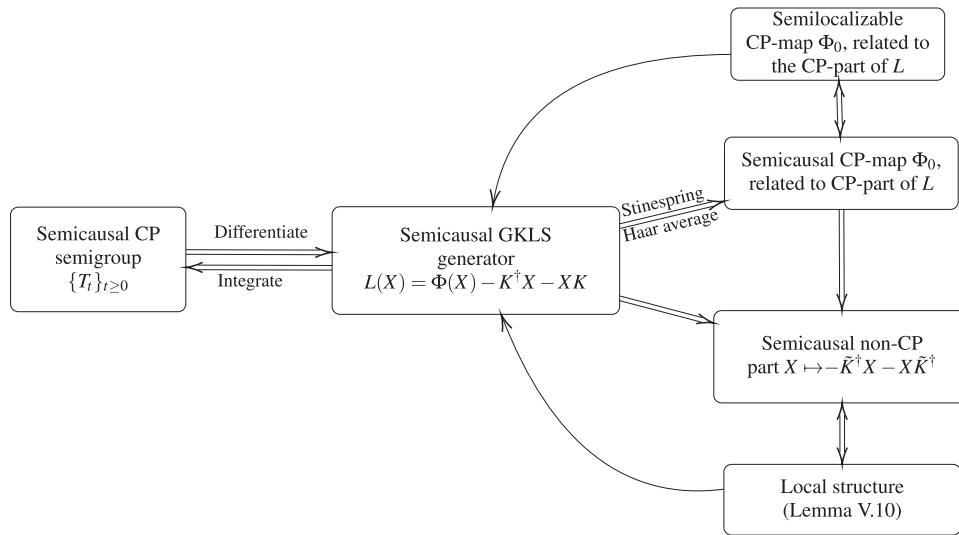 Semilocalizable
CP-map Φ₀, related to
the CP-part of L
Semicausal CP-map Φ₀,
related to CP-part of L
Stinespring
Haar average
Semicausal CP
semigroup
{Tₜ}ₜ≥₀
Differentiate
Integrate
Semicausal GKLS
generator
L(X) = Φ(X) − K†X − XK
Semicausal non-CP
part X ↦ −K̃†X − XK̃†
Local structure
(Lemma V.10)